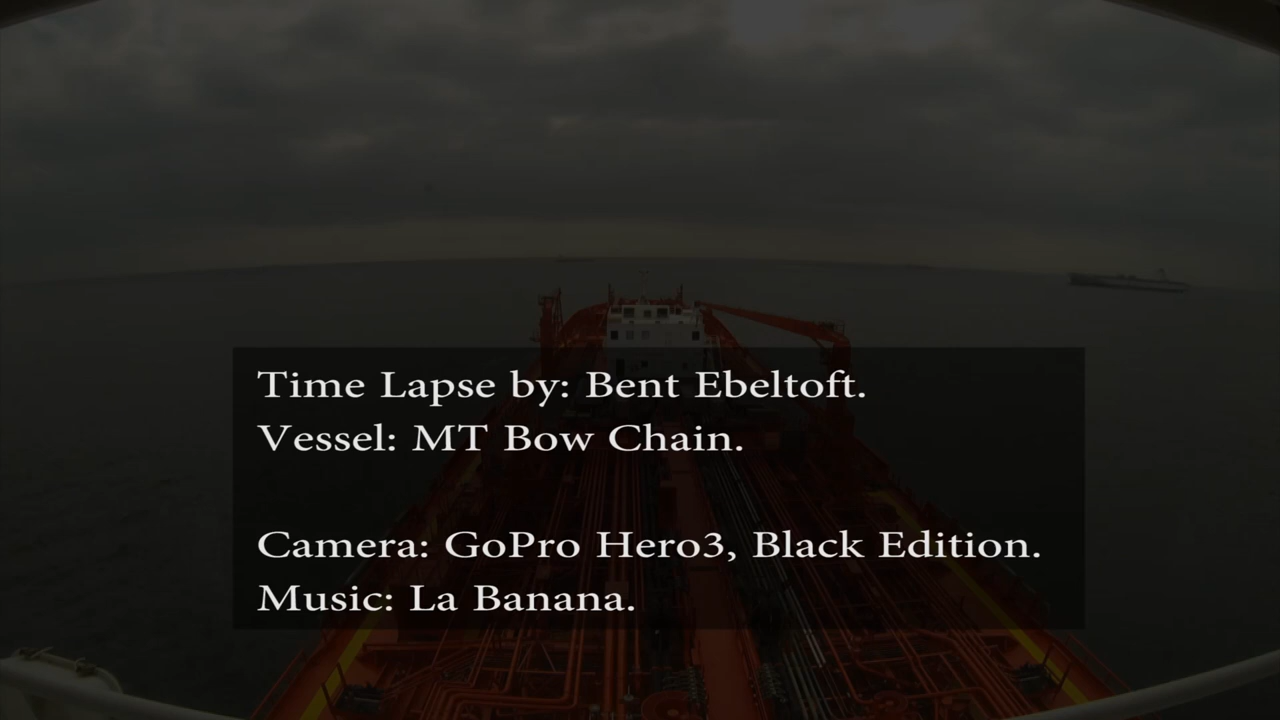 Time Lapse by: Bent Ebeltoft.
Vessel: MT Bow Chain.
Camera: GoPro Hero3, Black Edition.
Music: La Banana.